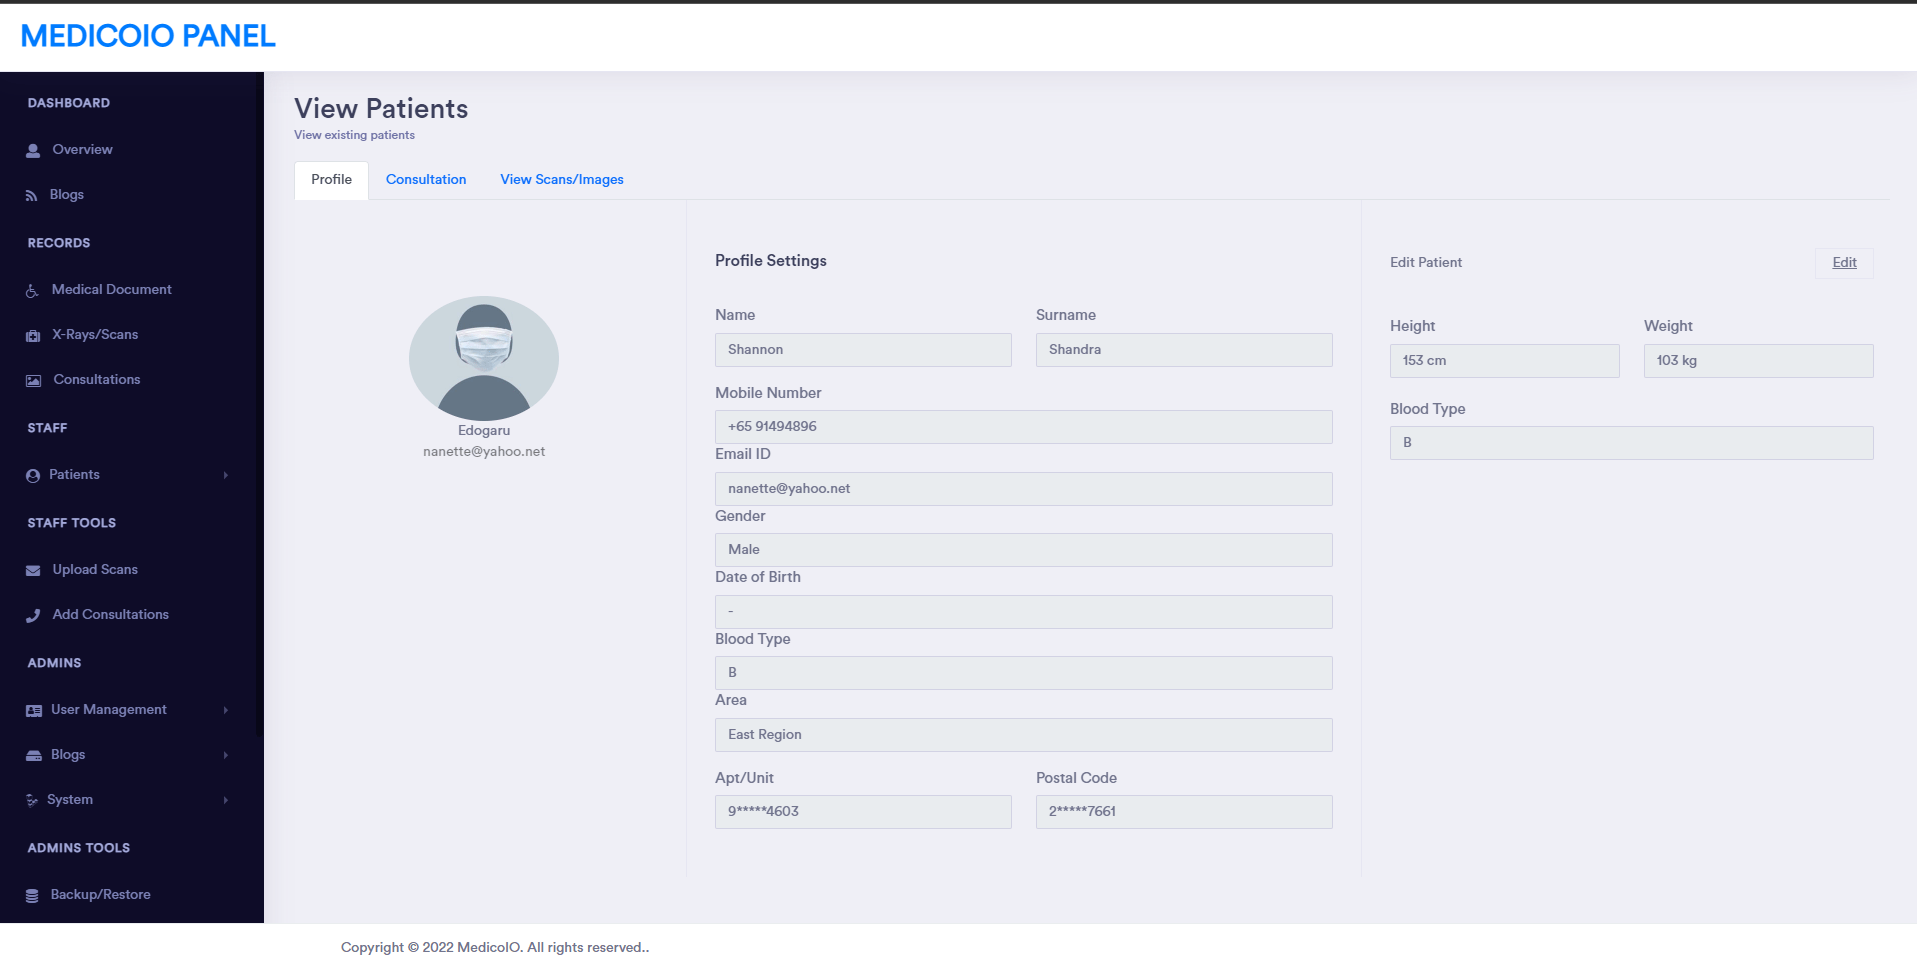 MEDICOIO PANEL
DASHBOARD
Overview
Blogs
RECORDS
Medical Document
X-Rays/Scans
Consultations
STAFF
Patients
STAFF TOOLS
Upload Scans
Add Consultations
ADMINS
User Management
Blogs
System
ADMINS TOOLS
Backup/Restore
View Patients
View existing patients
Profile Consultation View Scans/Images
Edogaru
nanette@yahoo.net
Profile Settings
Name Surname
Shannon Shandra
Mobile Number
+65 91494896
Email ID
nanette@yahoo.net
Gender
Male
Date of Birth
-
Blood Type
B
Area
East Region
Apt/Unit Postal Code
9*****4603 2*****7661
Edit Patient Edit
Height Weight
153 cm 103 kg
Blood Type
B
Copyright © 2022 MedicoIO. All rights reserved..